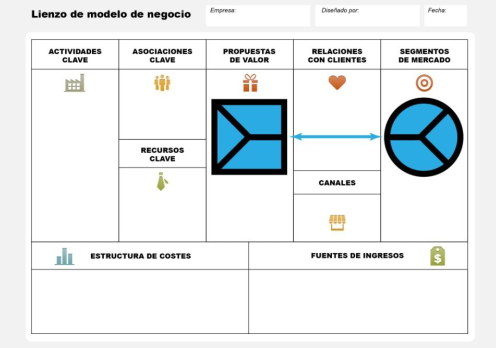 Lienzo de modelo de negocio
Empresa:
Diseñado por:
Fecha:
ACTIVIDADES
CLAVE
ASOCIACIONES
CLAVE
PROPUESTAS
DE VALOR
RELACIONES
CON CLIENTES
SEGMENTOS
DE MERCADO
RECURSOS
CLAVE
CANALES
ESTRUCTURA DE COSTES
FUENTES DE INGRESOS
$